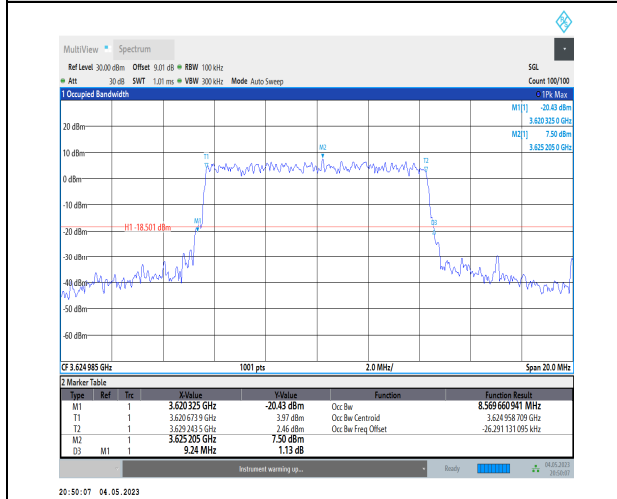 MultiView Spectrum
Ref Level 30.00 dBm Offset 9.01 dB RBW 100 kHz SGL
Att 30 dB SWT 1.01 ms VBW 300 kHz Mode Auto Sweep Count 100/100
1 Occupied Bandwidth 1Pk Max
M1[1] -20.43 dBm
3.620 325 0 GHz
M2[1] 7.50 dBm
3.625 205 0 GHz
20 dBm
M2
T1 T2
10 dBm
0 dBm
-10 dBm
M1 D3
H1 -18.501 dBm
-20 dBm
-30 dBm
-40 dBm
-50 dBm
-60 dBm
CF 3.624 985 GHz 1001 pts 2.0 MHz/ Span 20.0 MHz
2 Marker Table
Type Ref Trc X-Value Y-Value Function Function Result
M1 1 3.620 325 GHz -20.43 dBm Occ Bw 8.569 660 941 MHz
T1 1 3.620 673 9 GHz 3.97 dBm Occ Bw Centroid 3.624 958 709 GHz
T2 1 3.629 243 5 GHz 2.46 dBm Occ Bw Freq Offset -26.291 131 095 kHz
M2 1 3.625 205 GHz 7.50 dBm
D3 M1 1 9.24 MHz 1.13 dB
Instrument warming up... Ready 04.05.2023
20:50:07
20:50:07 04.05.2023